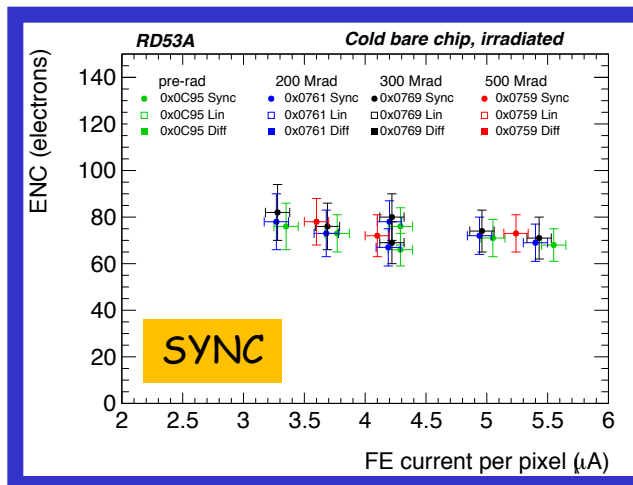 RD53A Cold bare chip, irradiated
ENC (electrons)
140
120
100
80
60
40
20
0
pre-rad 200 Mrad 300 Mrad 500 Mrad
0x0C95 Sync 0x0761 Sync 0x0769 Sync 0x0759 Sync
0x0C95 Lin 0x0761 Lin 0x0769 Lin 0x0759 Lin
0x0C95 Diff 0x0761 Diff 0x0769 Diff 0x0759 Diff
SYNC
2 2.5 3 3.5 4 4.5 5 5.5 6
FE current per pixel (μA)